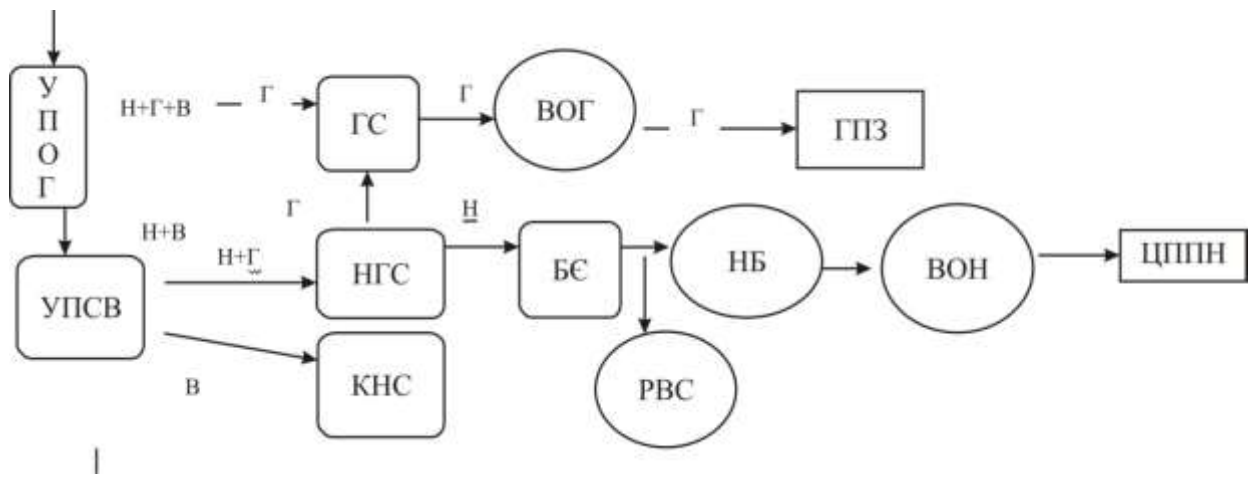 У
П
О
Г
Н+Г+В
Г
ГС
Г
ВОГ
Г
ГПЗ
Н+В
Г
Н
УПСВ
Н+Г
НГС
БЄ
НБ
ВОН
ЦППН
В
КНС
РВС